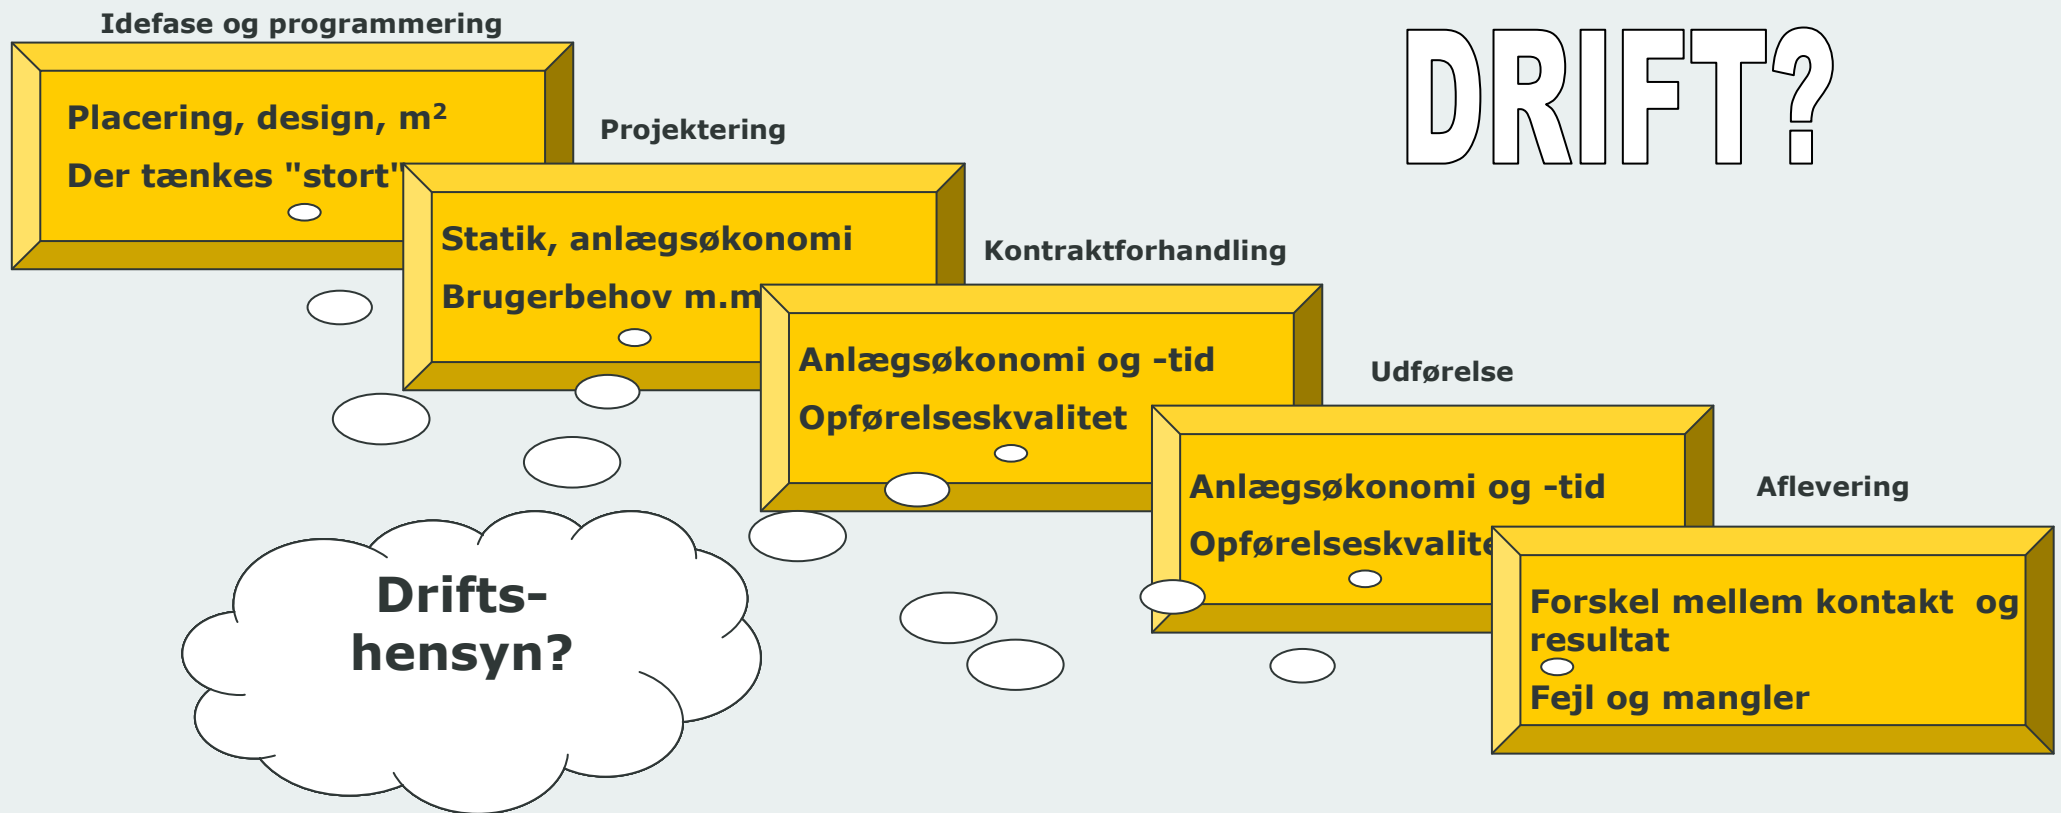 Idefase og programmering
DRIFT?
Placering, design, m²
Der tænkes "stort"
Projektering
Statik, anlægsøkonomi
Brugerbehov m.m
Kontraktforhandling
Anlægsøkonomi og -tid
Opførelseskvalitet
Udførelse
Anlægsøkonomi og -tid
Opførelseskvalite
Aflevering
Forskel mellem kontakt og
resultat
Fejl og mangler
Drifts-
hensyn?